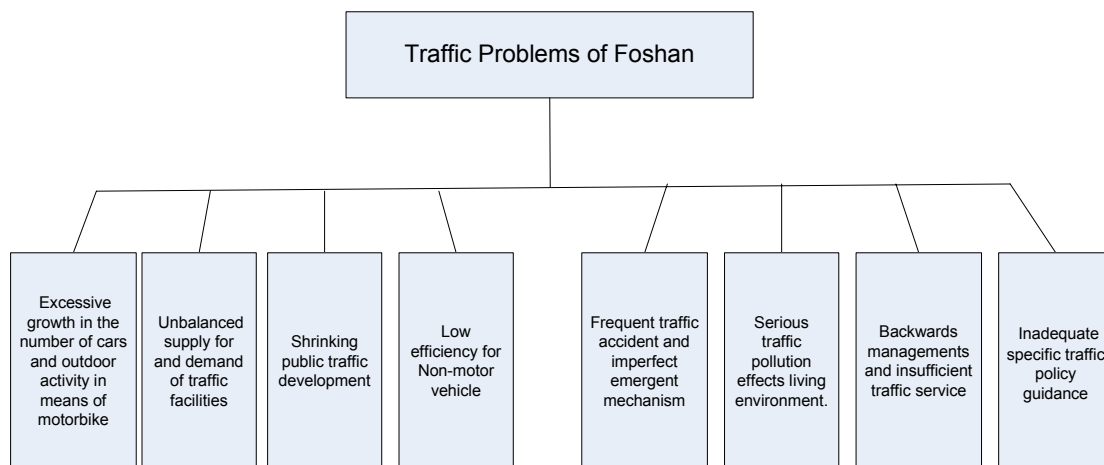 Traffic Problems of Foshan
Excessive
growth in the
number of cars
and outdoor
activity in
means of
motorbike
Unbalanced
supply for
and demand
of traffic
facilities
Shrinking
public traffic
development
Low
efficiency for
Non-motor
vehicle
Frequent traffic
accident and
imperfect
emergent
mechanism
Serious
traffic
pollution
effects living
environment.
Backwards
managements
and insufficient
traffic service
Inadequate
specific traffic
policy
guidance